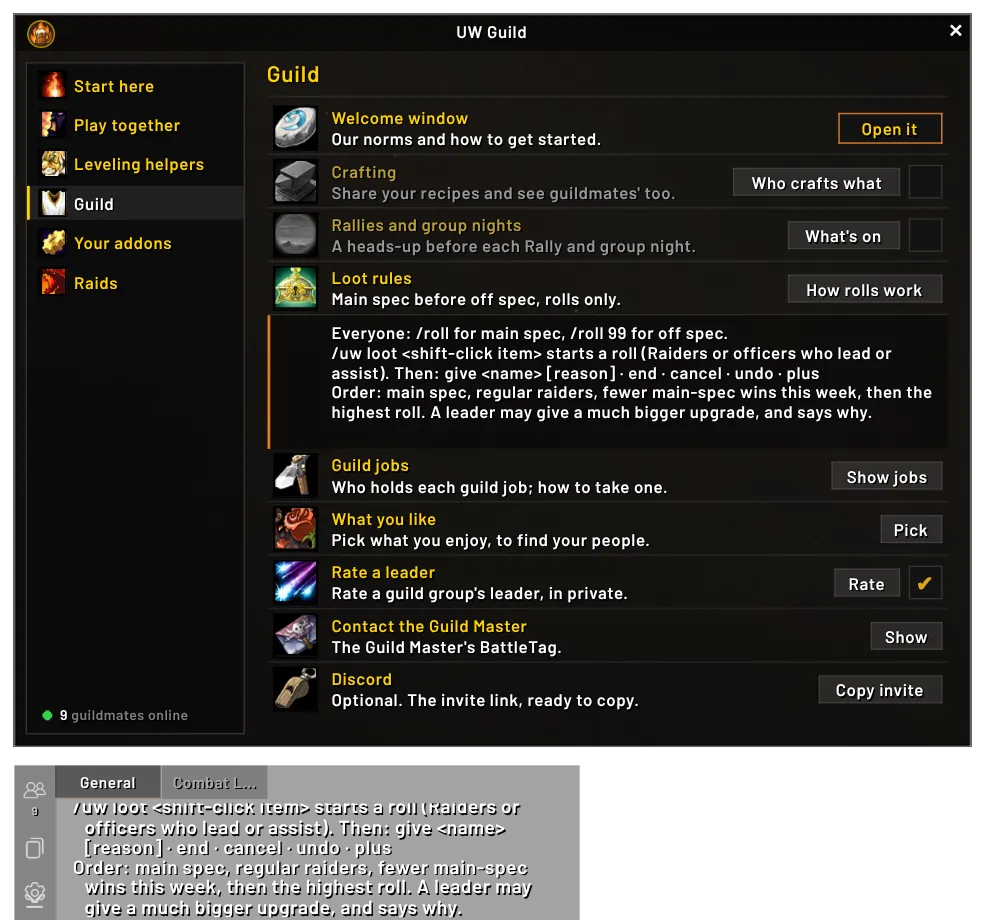 UW Guild
Start here
Play together
Leveling helpers
Guild
Your addons
Raids
9 guildmates online
Guild
Welcome window
Our norms and how to get started.
Open it
Crafting
Share your recipes and see guildmates' too.
Who crafts what
Rallies and group nights
A heads-up before each Rally and group night.
What's on
Loot rules
Main spec before off spec, rolls only.
How rolls work
Everyone: /roll for main spec, /roll 99 for off spec.
/uw loot <shift-click item> starts a roll (Raiders or officers who lead or
assist). Then: give <name> [reason] · end · cancel · undo · plus
Order: main spec, regular raiders, fewer main-spec wins this week, then the
highest roll. A leader may give a much bigger upgrade, and says why.
Guild jobs
Who holds each guild job; how to take one.
Show jobs
What you like
Pick what you enjoy, to find your people.
Pick
Rate a leader
Rate a guild group's leader, in private.
Rate
Contact the Guild Master
The Guild Master's BattleTag.
Show
Discord
Optional. The invite link, ready to copy.
Copy invite
9
General
Combat L...
/uw loot <shift-click item> starts a roll (Raiders or
officers who lead or assist). Then: give <name>
[reason] · end · cancel · undo · plus
Order: main spec, regular raiders, fewer main-spec
wins this week, then the highest roll. A leader may
give a much bigger upgrade, and says why.